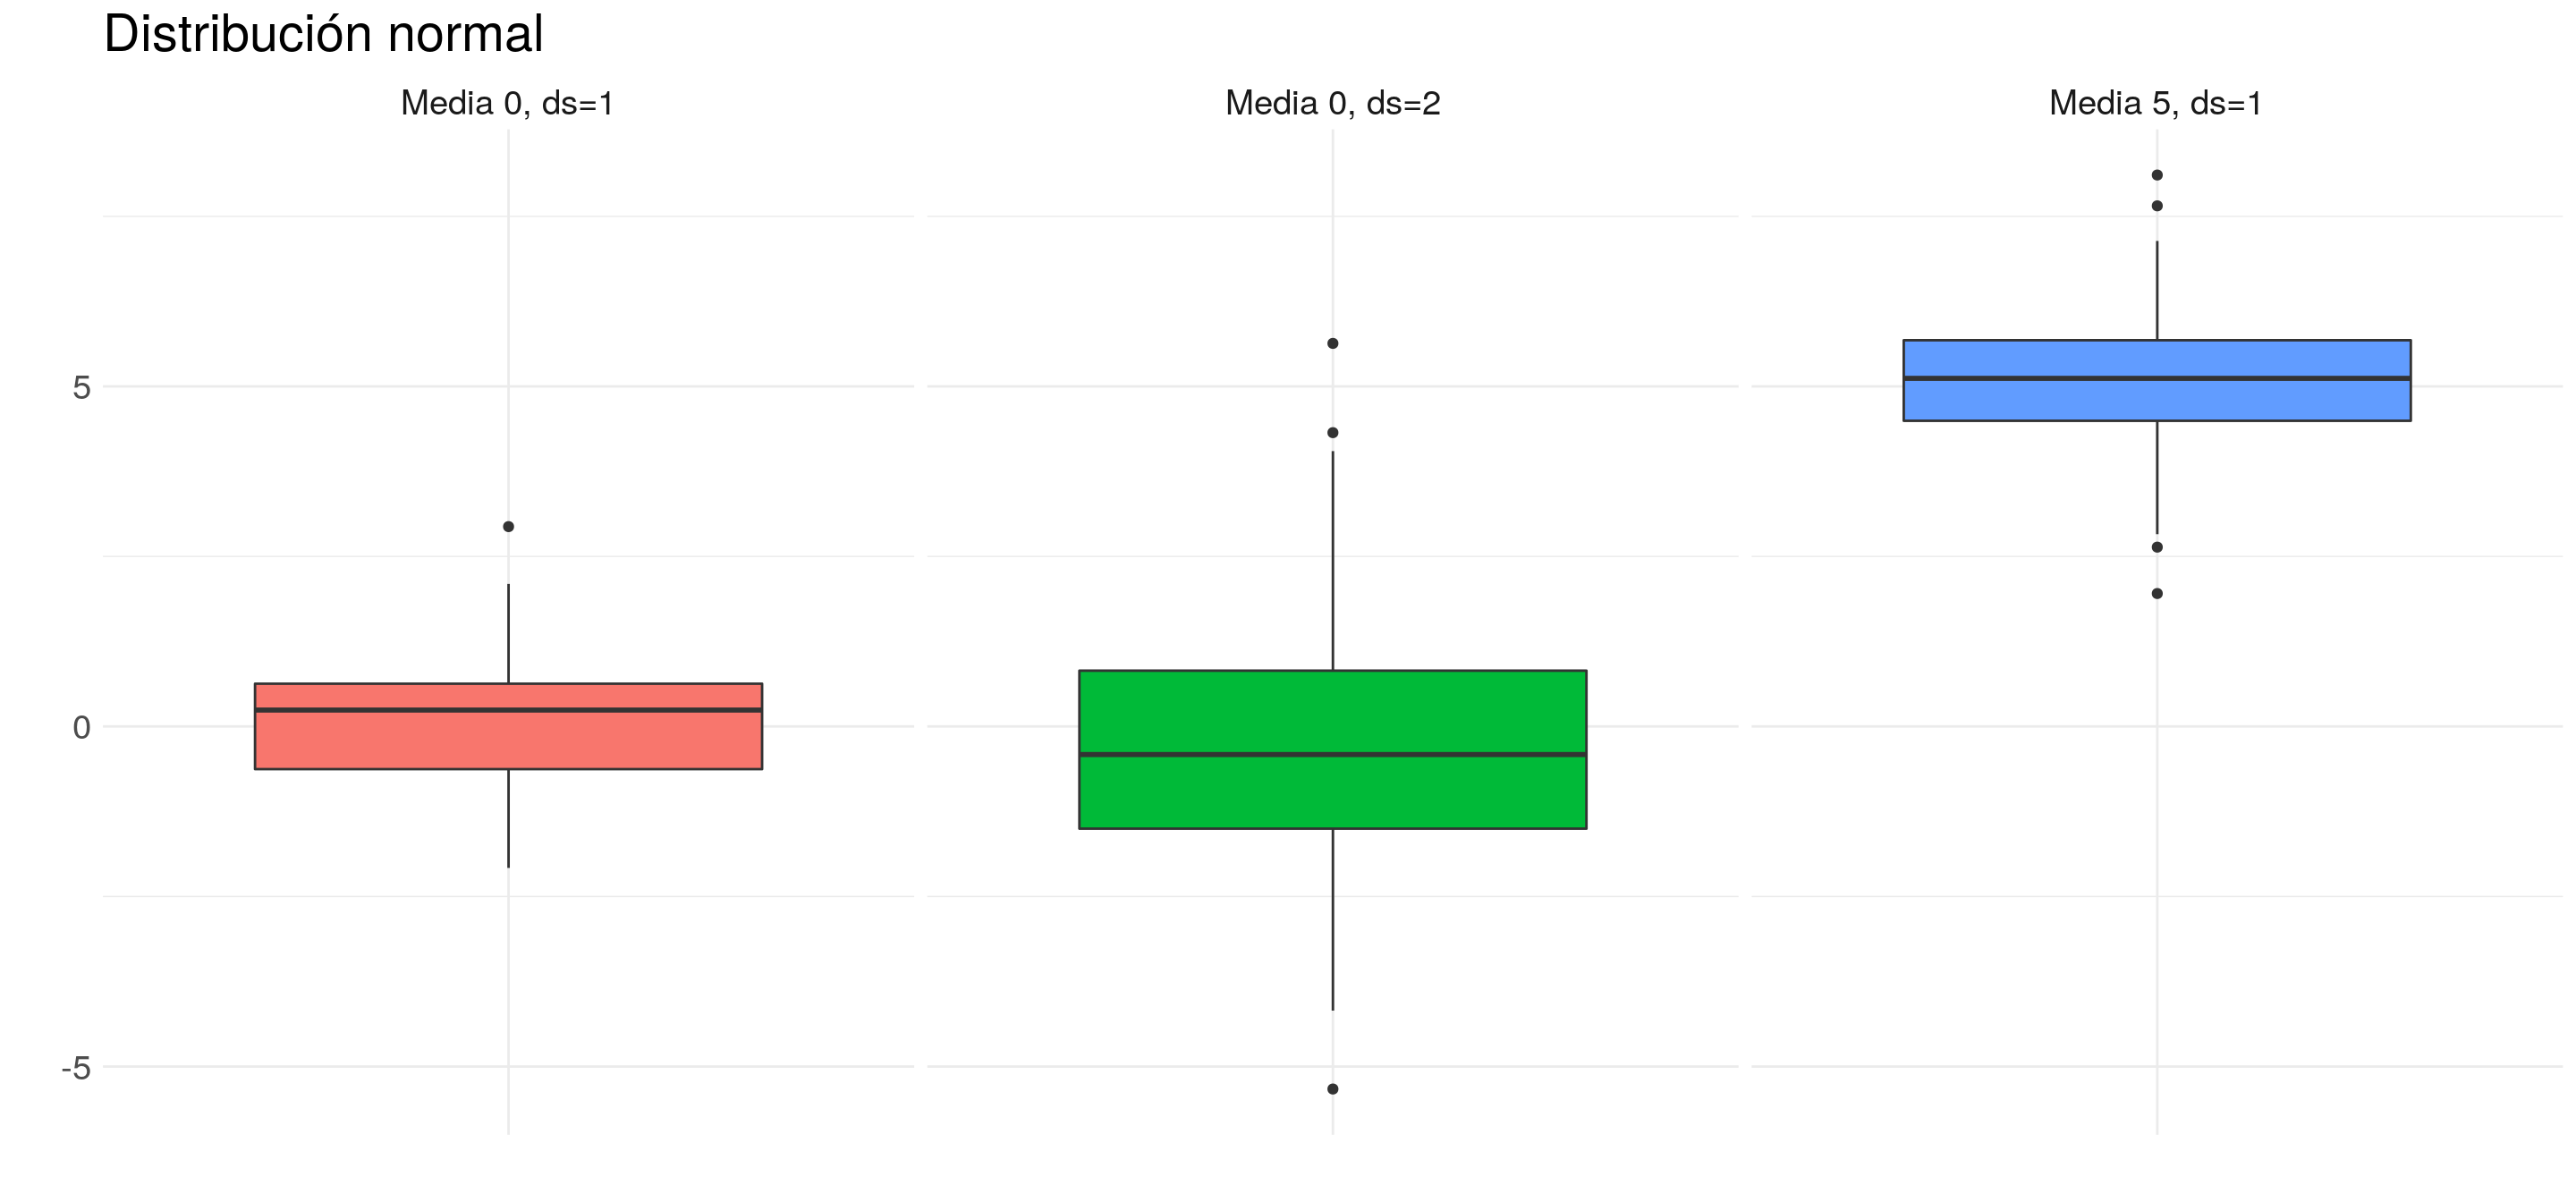 Distribución normal
Media 0, ds=1
Media 0, ds=2
Media 5, ds=1
5
0
-5